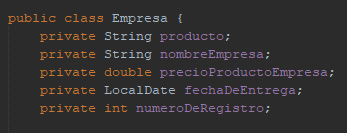 public class Empresa {
    private String producto;
    private String nombreEmpresa;
    private double precioProductoEmpresa;
    private LocalDate fechaDeEntrega;
    private int numeroDeRegistro;